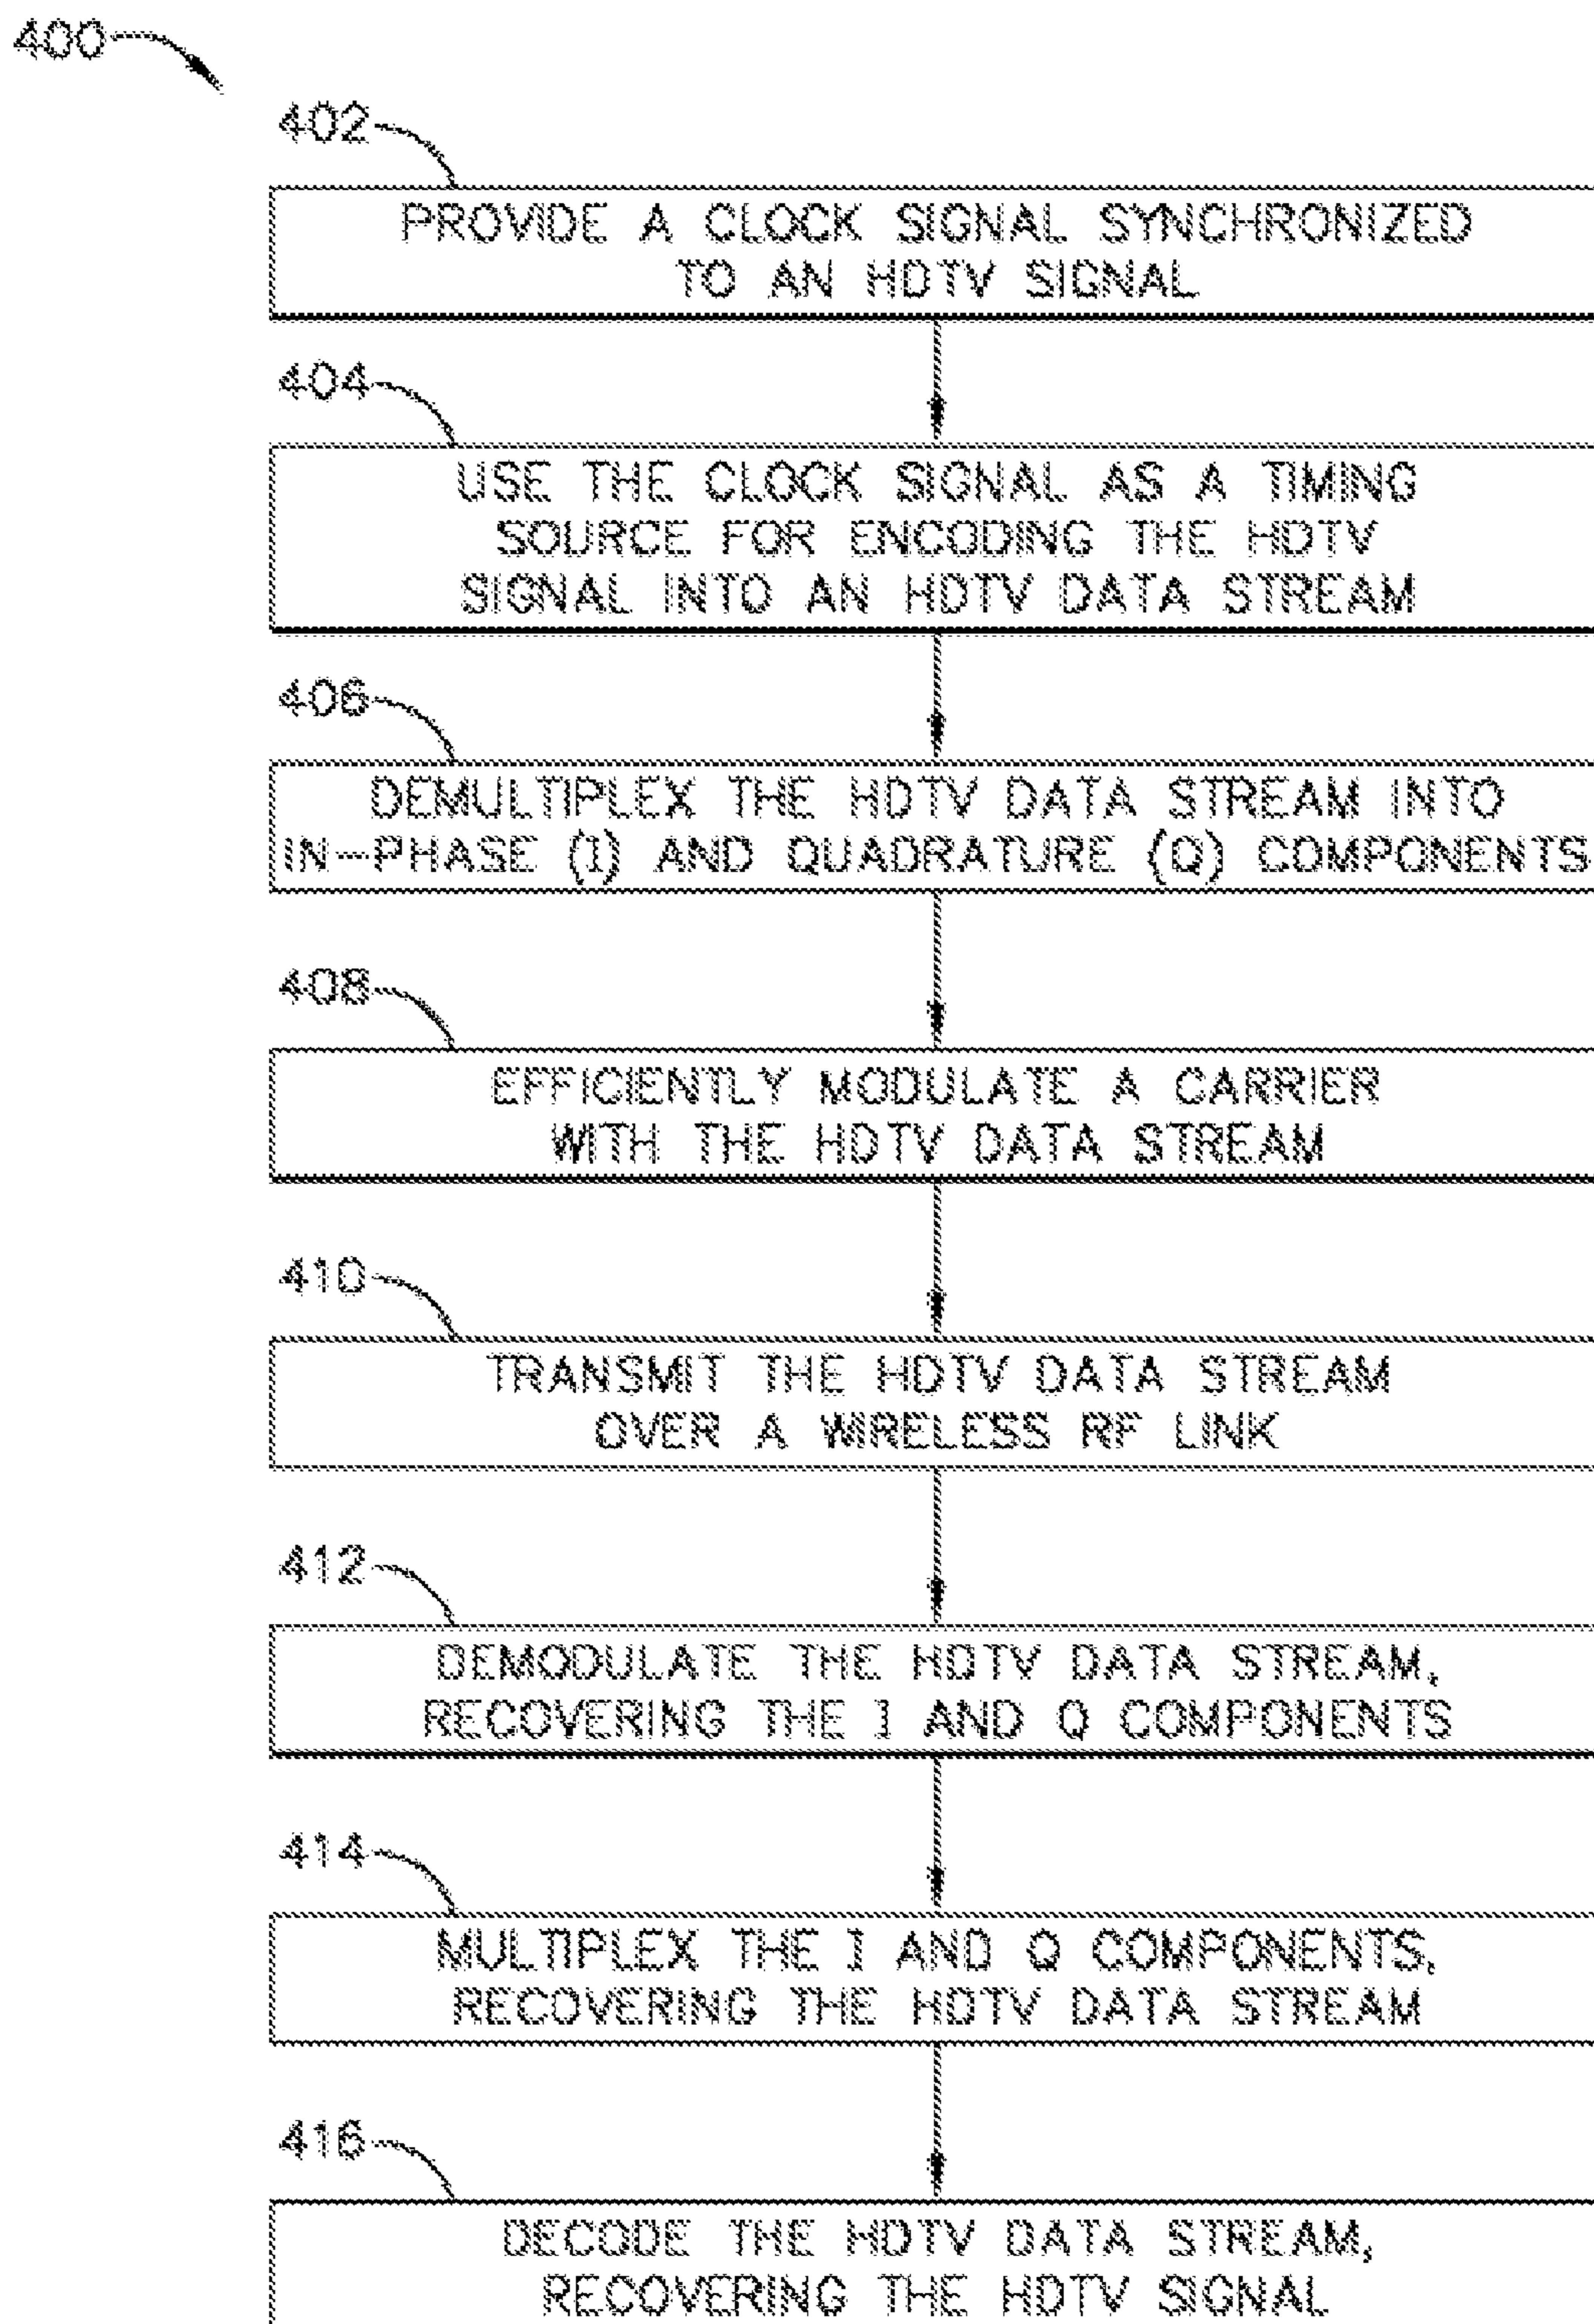 400
402
PROVIDE A CLOCK SIGNAL SYNCHRONIZED
TO AN HDTV SIGNAL
404
USE THE CLOCK SIGNAL AS A TIMING
SOURCE FOR ENCODING THE HDTV
SIGNAL INTO AN HDTV DATA STREAM
406
DEMULTIPLEX THE HDTV DATA STREAM INTO
IN-PHASE (I) AND QUADRATURE (Q) COMPONENTS
408
EFFICIENTLY MODULATE A CARRIER
WITH THE HDTV DATA STREAM
410
TRANSMIT THE HDTV DATA STREAM
OVER A WIRELESS RF LINK
412
DEMODULATE THE HDTV DATA STREAM,
RECOVERING THE I AND Q COMPONENTS
414
MULTIPLEX THE I AND Q COMPONENTS,
RECOVERING THE HDTV DATA STREAM
416
DECODE THE HDTV DATA STREAM,
RECOVERING THE HDTV SIGNAL